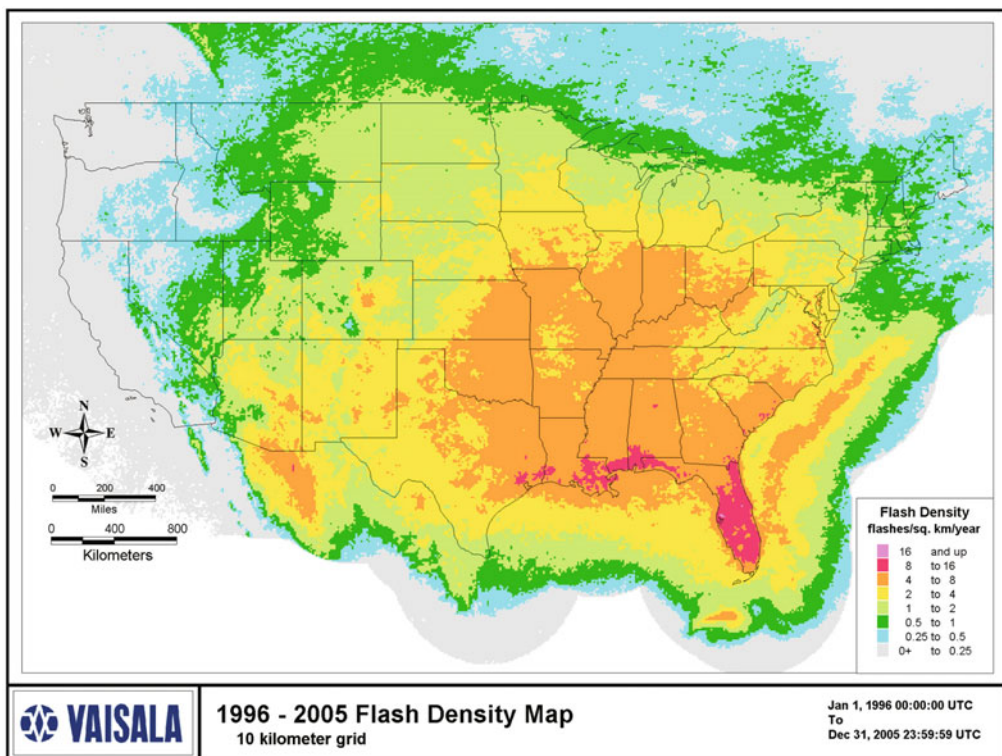 N
W E
S
0 200 400
Miles
0 400 800
Kilometers
Flash Density
flashes/sq. km/year
16 and up
8 to 16
4 to 8
2 to 4
1 to 2
0.5 to 1
0.25 to 0.5
0+ to 0.25
VAISALA
1996 - 2005 Flash Density Map
10 kilometer grid
Jan 1, 1996 00:00:00 UTC
To
Dec 31, 2005 23:59:59 UTC